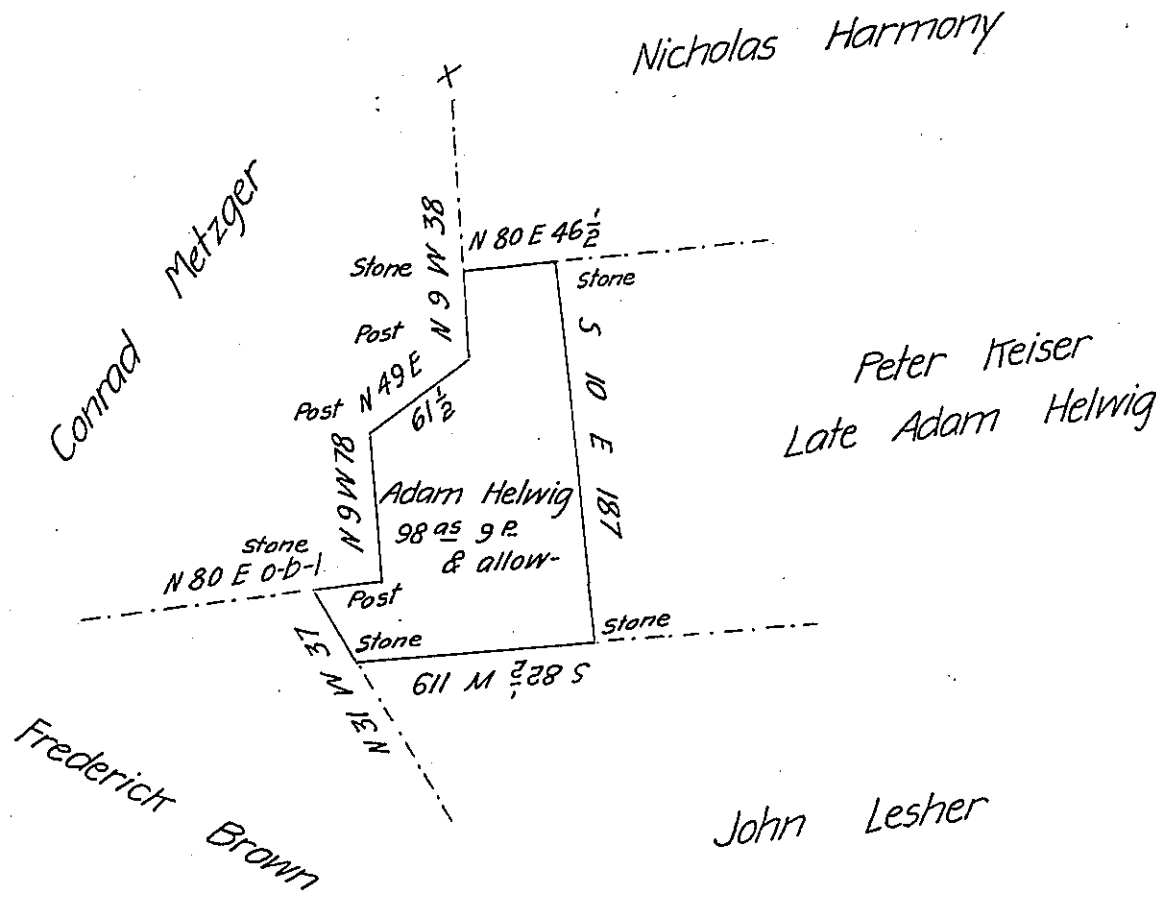 Nicholas Harmony
X
Conrad Metzger
N 9 W 38
N 80 E 46½
Stone
Stone
Post
N 49 E
61½
Post
S 10 E 187
Peter Keiser
Late Adam Helwig
N 9 W 78
Adam Helwig
98 as 9 P
& allow-
Stone
N 80 E o-b-l
Post
Stone
Stone
N 31 W 37
S 82½ W 119
Frederick Brown
John Lesher